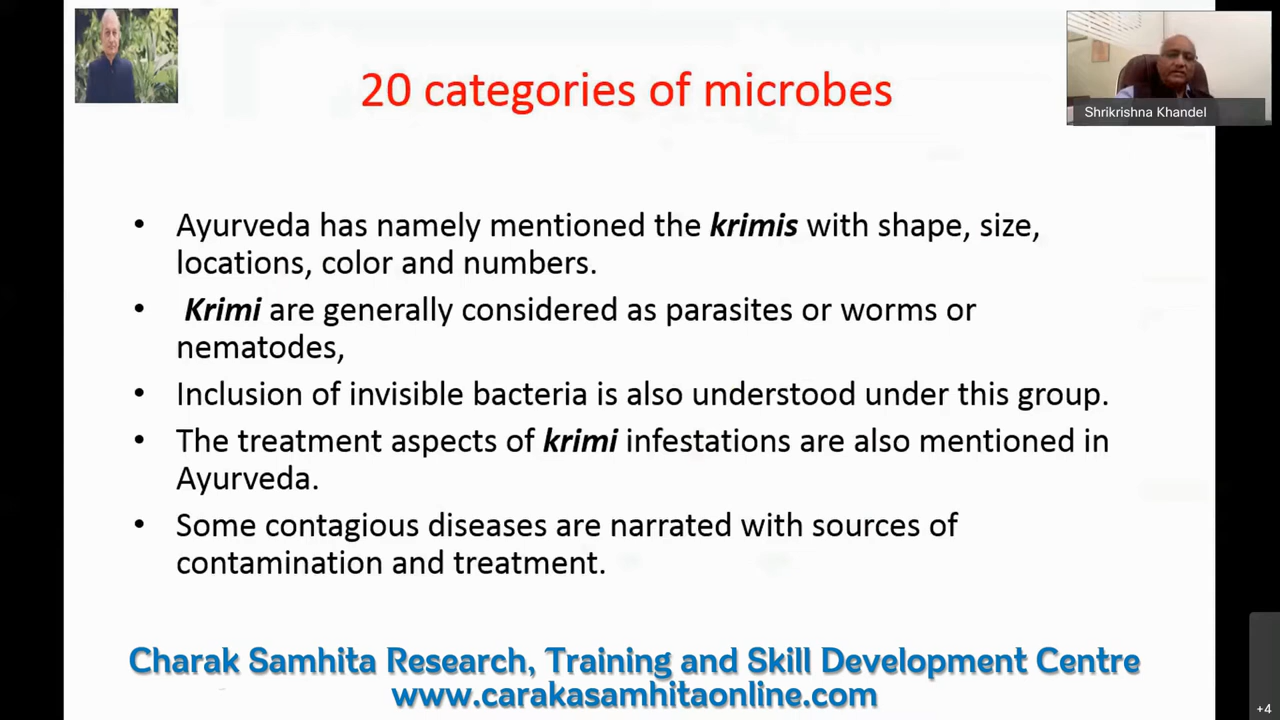 20 categories of microbes
Shrikrishna Khandel
• Ayurveda has namely mentioned the krimis with shape, size,
locations, color and numbers.
• Krimi are generally considered as parasites or worms or
nematodes,
• Inclusion of invisible bacteria is also understood under this group.
• The treatment aspects of krimi infestations are also mentioned in
Ayurveda.
• Some contagious diseases are narrated with sources of
contamination and treatment.
Charak Samhita Research, Training and Skill Development Centre
www.carakasamhitaonline.com
+4